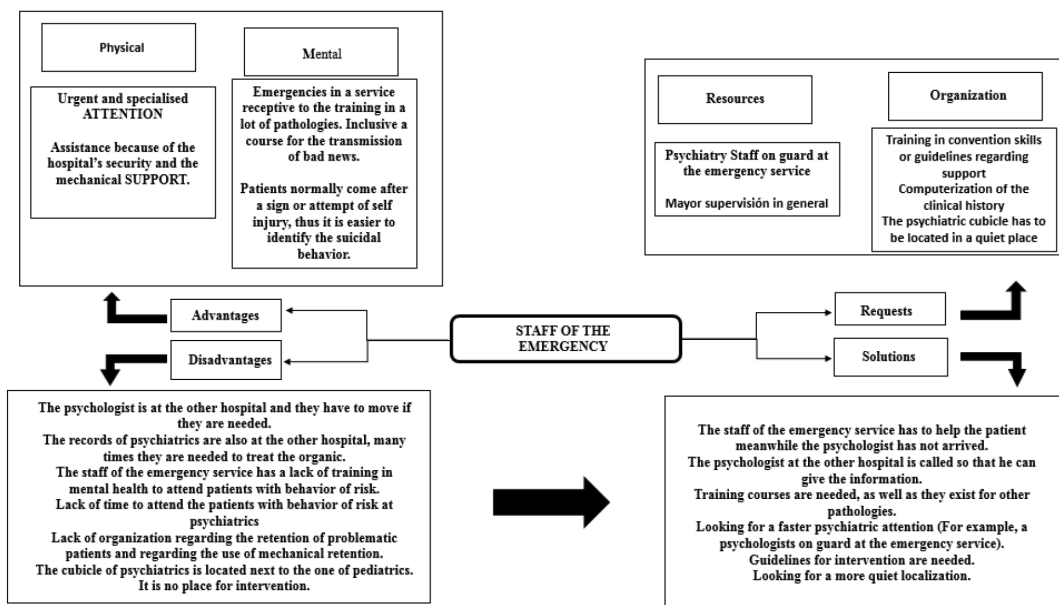 Physical
Urgent and specialised
ATTENTION
Assistance because of the
hospital's security and the
mechanical SUPPORT.
Mental
Emergencies in a service
receptive to the training in a
lot of pathologies. Inclusive a
course for the transmission
of bad news.
Patients normally come after
a sign or attempt of self
injury, thus it is easier to
identify the suicidal
behavior.
Resources
Psychiatry Staff on guard at
the emergency service
Mayor supervisión in general
Organization
Training in convention skills
or guidelines regarding
support
Computerization of the
clinical history
The psychiatric cubicle has to
be located in a quiet place
Advantages
Disadvantages
STAFF OF THE
EMERGENCY
Requests
Solutions
The psychologist is at the other hospital and they have to move if
they are needed.
The records of psychiatrics are also at the other hospital, many
times they are needed to treat the organic.
The staff of the emergency service has a lack of training in
mental health to attend patients with behavior of risk.
Lack of time to attend the patients with behavior of risk at
psychiatrics
Lack of organization regarding the retention of problematic
patients and regarding the use of mechanical retention.
The cubicle of psychiatrics is located next to the one of pediatrics.
It is no place for intervention.
The staff of the emergency service has to help the patient
meanwhile the psychologist has not arrived.
The psychologist at the other hospital is called so that he can
give the information.
Training courses are needed, as well as they exist for other
pathologies.
Looking for a faster psychiatric attention (For example, a
psychologists on guard at the emergency service).
Guidelines for intervention are needed.
Looking for a more quiet localization.